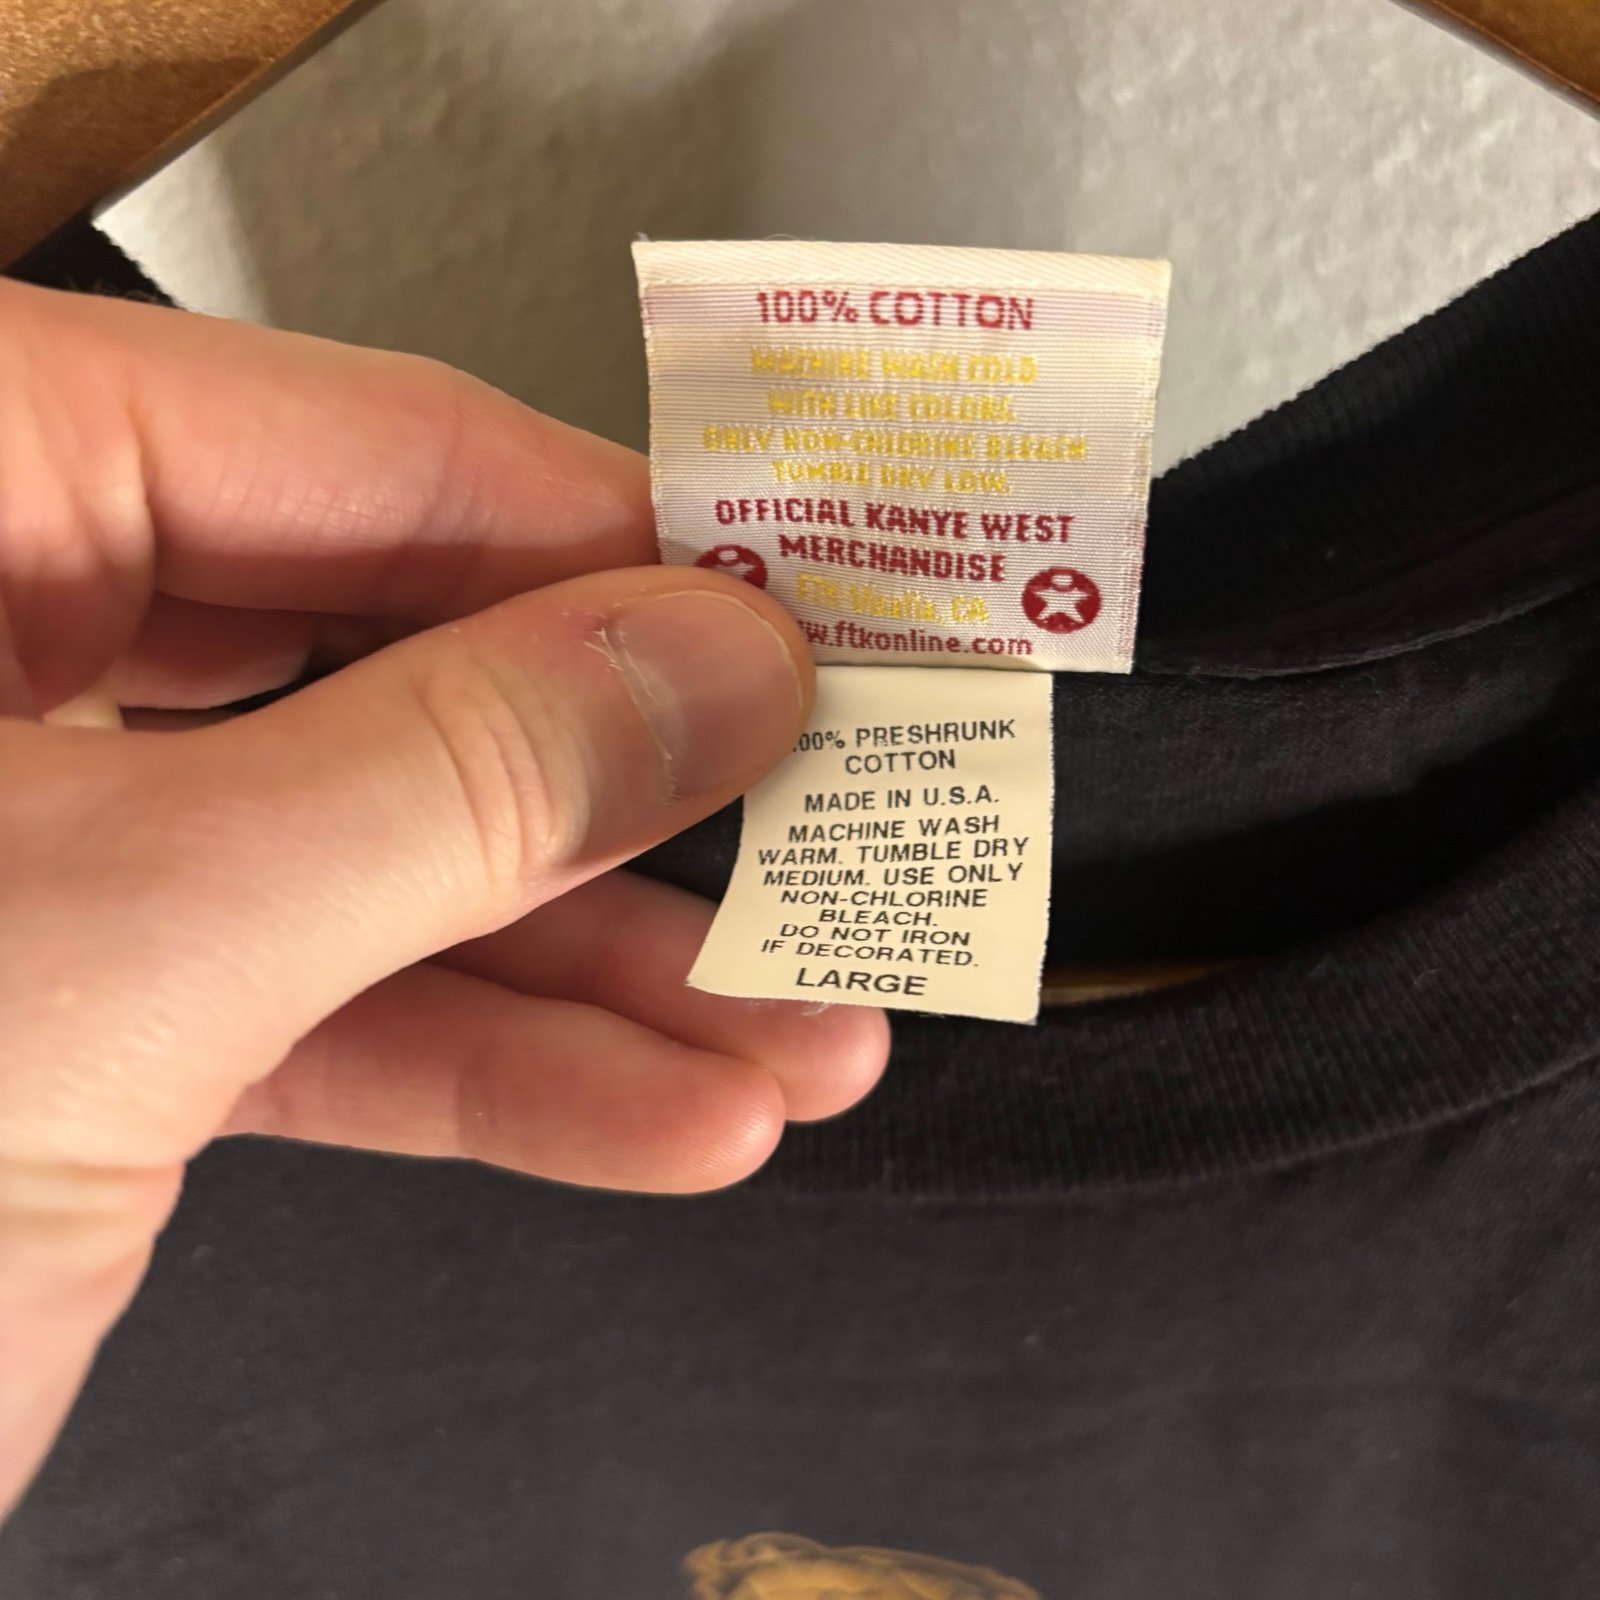 100% COTTON
MACHINE WASH COLD
WITH LIKE COLORS.
ONLY NON-CHLORINE BLEACH
TUMBLE DRY LOW.
OFFICIAL KANYE WEST
MERCHANDISE
FTK Visalia, CA
w.ftkonline.com
00% PRESHRUNK
COTTON
MADE IN U.S.A.
MACHINE WASH
WARM. TUMBLE DRY
MEDIUM. USE ONLY
NON-CHLORINE
BLEACH.
DO NOT IRON
IF DECORATED.
LARGE